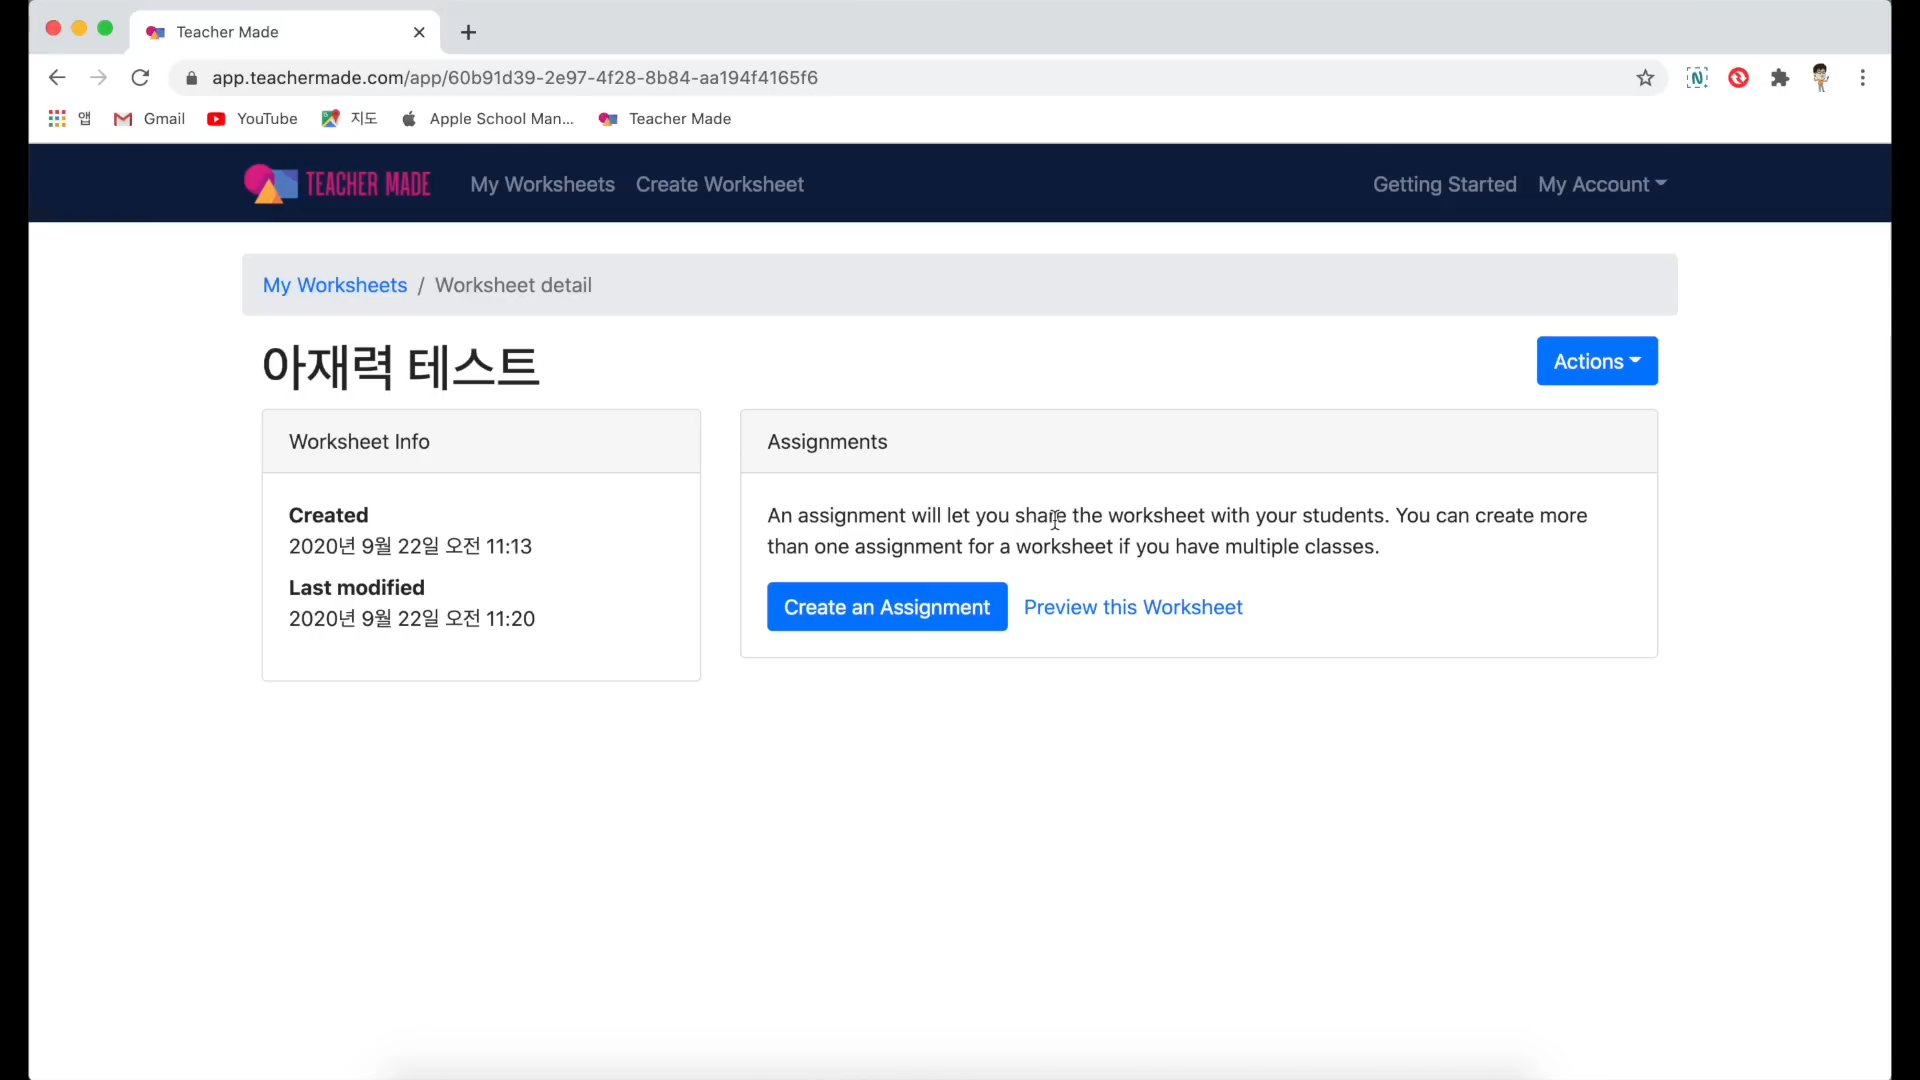 Teacher Made
app.teachermade.com/app/60b91d39-2e97-4f28-8b84-aa194f4165f6
앱 Gmail YouTube 지도 Apple School Man... Teacher Made
TEACHER MADE My Worksheets Create Worksheet Getting Started My Account
My Worksheets / Worksheet detail
아재력 테스트
Actions
Worksheet Info
Created
2020년 9월 22일 오전 11:13
Last modified
2020년 9월 22일 오전 11:20
Assignments
An assignment will let you share the worksheet with your students. You can create more
than one assignment for a worksheet if you have multiple classes.
Create an Assignment Preview this Worksheet